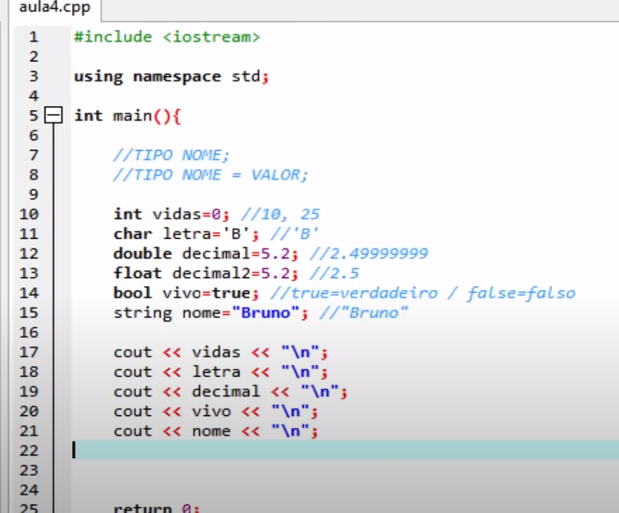 aula4.cpp
1 #include <iostream>
2
3 using namespace std;
4
5 int main(){
6
7 //TIPO NOME;
8 //TIPO NOME = VALOR;
9
10 int vidas=0; //10, 25
11 char letra='B'; //'B'
12 double decimal=5.2; //2.49999999
13 float decimal2=5.2; //2.5
14 bool vivo=true; //true=verdadeiro / false=falso
15 string nome="Bruno"; //"Bruno"
16
17 cout << vidas << "\n";
18 cout << letra << "\n";
19 cout << decimal << "\n";
20 cout << vivo << "\n";
21 cout << nome << "\n";
22
23
24
25 return 0;